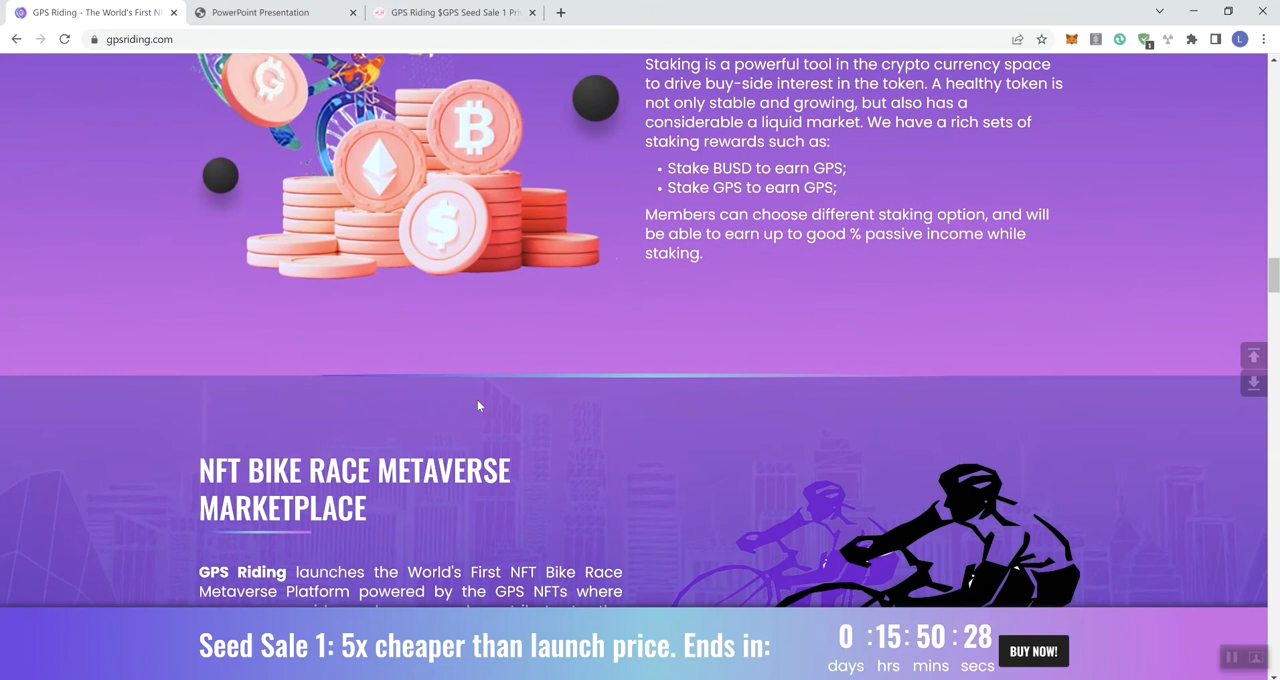 GPS Riding - The World's First N
PowerPoint Presentation
GPS Riding $GPS Seed Sale 1 Pri
gpsriding.com
1
L
Staking is a powerful tool in the crypto currency space
to drive buy-side interest in the token. A healthy token is
not only stable and growing, but also has a
considerable a liquid market. We have a rich sets of
staking rewards such as:
• Stake BUSD to earn GPS;
• Stake GPS to earn GPS;
Members can choose different staking option, and will
be able to earn up to good % passive income while
staking.
NFT BIKE RACE METAVERSE
MARKETPLACE
GPS Riding launches the World's First NFT Bike Race
Metaverse Platform powered by the GPS NFTs where
Seed Sale 1: 5x cheaper than launch price. Ends in:
0 : 15 : 50 : 28
days hrs mins secs
BUY NOW!